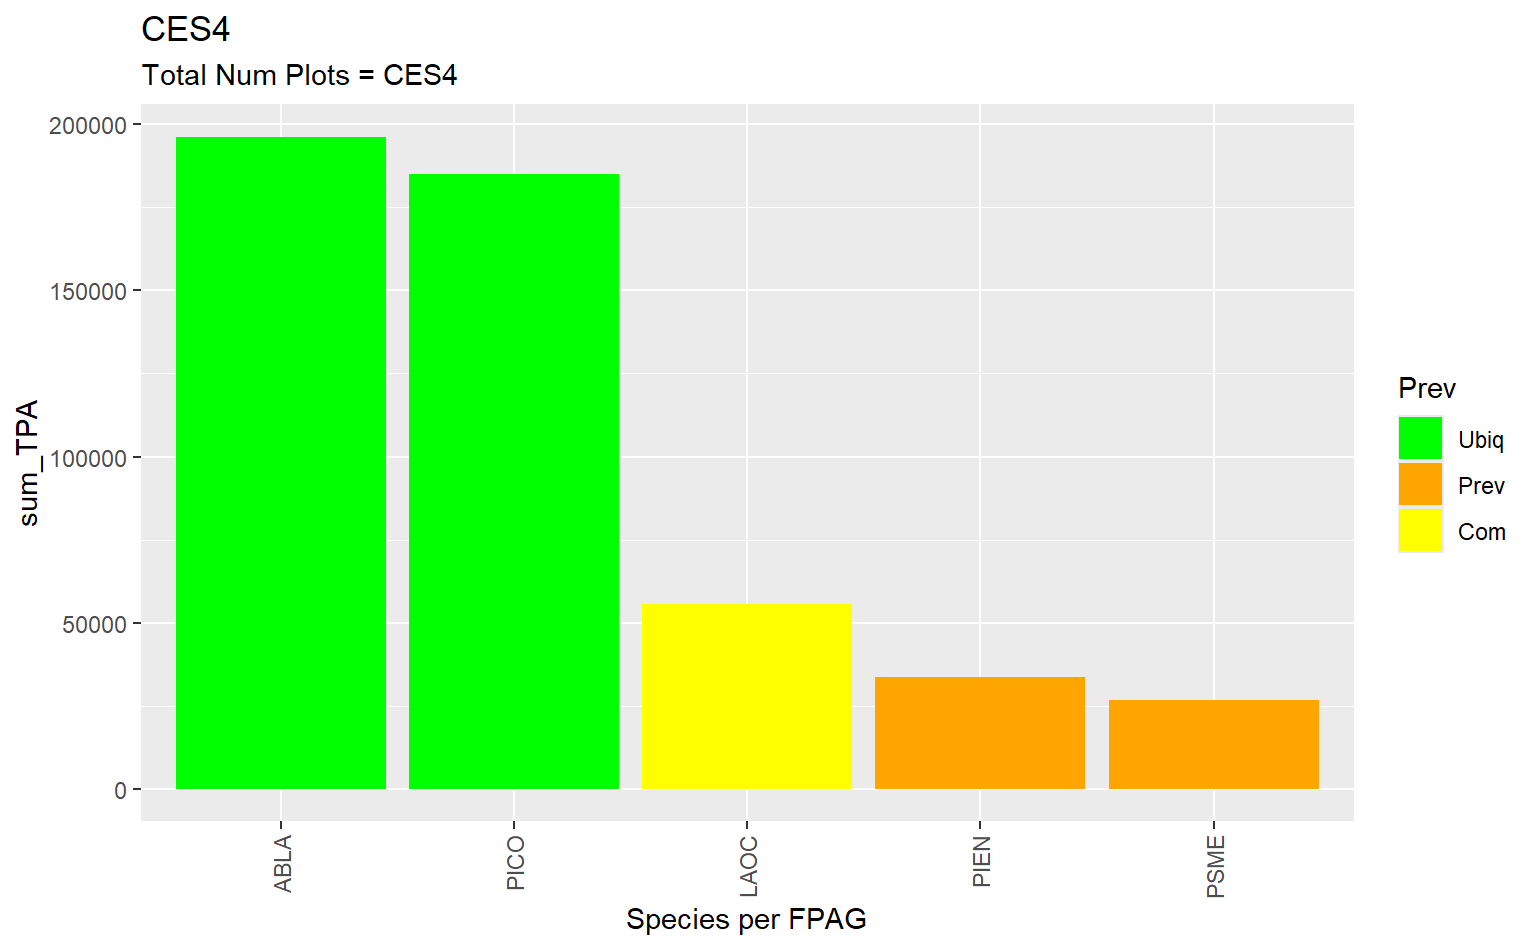 CES4
Total Num Plots = CES4
sum_TPA
200000
150000
100000
50000
0
ABLA
PICO
LAOC
PIEN
PSME
Species per FPAG
Prev
Ubiq
Prev
Com